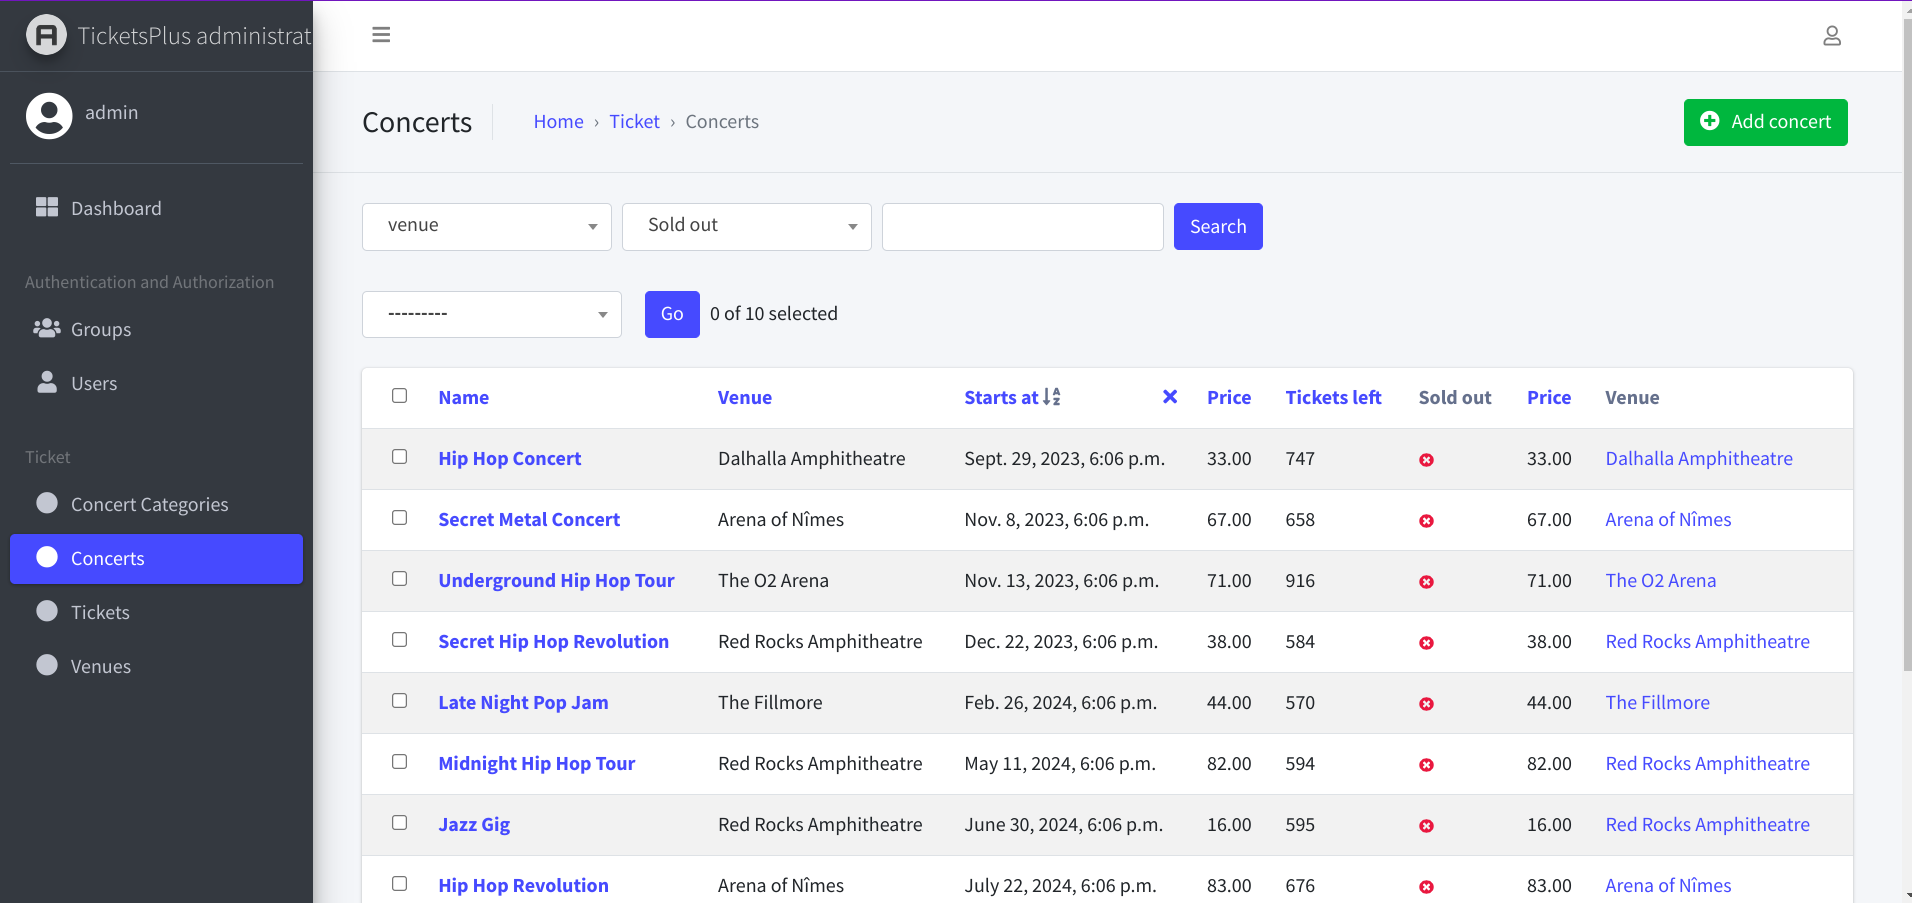 TicketsPlus administrat
admin
Dashboard
Authentication and Authorization
Groups
Users
Ticket
Concert Categories
Concerts
Tickets
Venues
Concerts
Home › Ticket › Concerts
Add concert
venue
Sold out
Search
---------
Go
0 of 10 selected
Name Venue Starts at Price Tickets left Sold out Price Venue
Hip Hop Concert Dalhalla Amphitheatre Sept. 29, 2023, 6:06 p.m. 33.00 747 33.00 Dalhalla Amphitheatre
Secret Metal Concert Arena of Nîmes Nov. 8, 2023, 6:06 p.m. 67.00 658 67.00 Arena of Nîmes
Underground Hip Hop Tour The O2 Arena Nov. 13, 2023, 6:06 p.m. 71.00 916 71.00 The O2 Arena
Secret Hip Hop Revolution Red Rocks Amphitheatre Dec. 22, 2023, 6:06 p.m. 38.00 584 38.00 Red Rocks Amphitheatre
Late Night Pop Jam The Fillmore Feb. 26, 2024, 6:06 p.m. 44.00 570 44.00 The Fillmore
Midnight Hip Hop Tour Red Rocks Amphitheatre May 11, 2024, 6:06 p.m. 82.00 594 82.00 Red Rocks Amphitheatre
Jazz Gig Red Rocks Amphitheatre June 30, 2024, 6:06 p.m. 16.00 595 16.00 Red Rocks Amphitheatre
Hip Hop Revolution Arena of Nîmes July 22, 2024, 6:06 p.m. 83.00 676 83.00 Arena of Nîmes